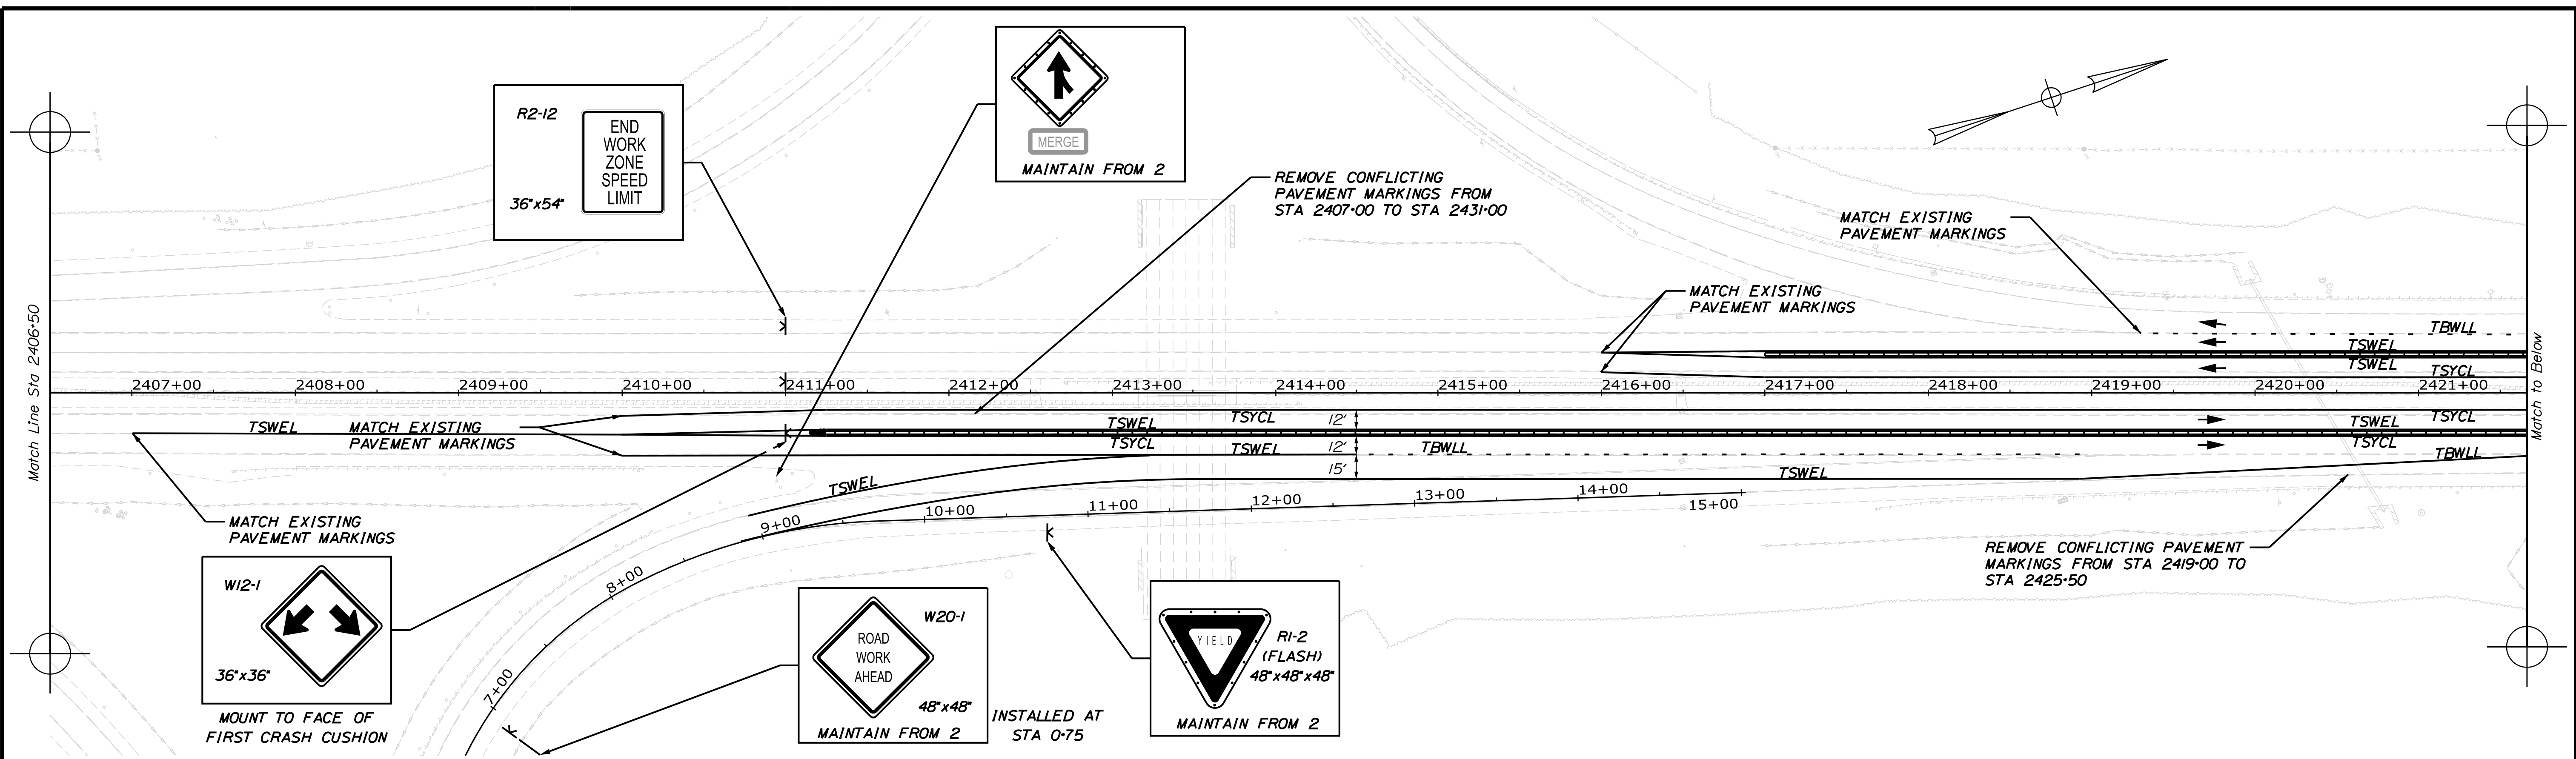 MERGE
MAINTAIN FROM 2
R2-12
END
WORK
ZONE
SPEED
LIMIT
36"x54"
REMOVE CONFLICTING
PAVEMENT MARKINGS FROM
STA 2407+00 TO STA 2431+00
MATCH EXISTING
PAVEMENT MARKINGS
MATCH EXISTING
PAVEMENT MARKINGS
Match Line Sta 2406+50
Match to Below
TBWLL
TSWEL
TSWEL
TSYCL
2407+00
2408+00
2409+00
2410+00
2411+00
2412+00
2413+00
2414+00
2415+00
2416+00
2417+00
2418+00
2419+00
2420+00
2421+00
TSWEL
MATCH EXISTING
PAVEMENT MARKINGS
TSWEL
TSYCL
12'
TSYCL
TSWEL
12'
TBWLL
15'
TSYCL
TSWEL
TSYCL
TBWLL
TSWEL
TSWEL
7+00
8+00
9+00
10+00
11+00
12+00
13+00
14+00
15+00
MATCH EXISTING
PAVEMENT MARKINGS
W12-1
36"x36"
MOUNT TO FACE OF
FIRST CRASH CUSHION
W20-1
ROAD
WORK
AHEAD
48"x48"
MAINTAIN FROM 2
INSTALLED AT
STA 0+75
YIELD
R1-2
(FLASH)
48"x48"x48"
MAINTAIN FROM 2
REMOVE CONFLICTING PAVEMENT
MARKINGS FROM STA 2419+00 TO
STA 2425+50